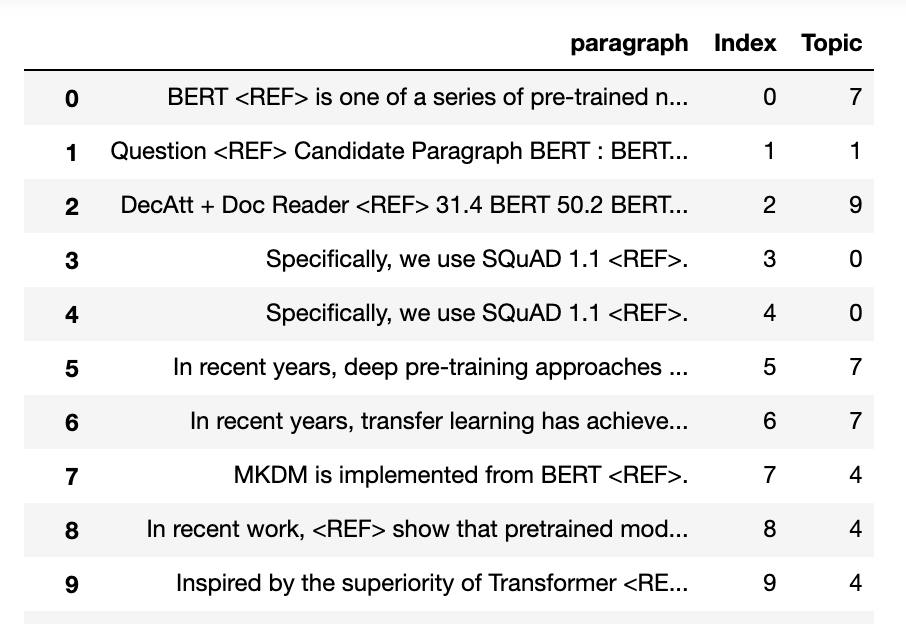 paragraph Index Topic
0 BERT <REF> is one of a series of pre-trained n... 0 7
1 Question <REF> Candidate Paragraph BERT : BERT... 1 1
2 DecAtt + Doc Reader <REF> 31.4 BERT 50.2 BERT... 2 9
3 Specifically, we use SQuAD 1.1 <REF>. 3 0
4 Specifically, we use SQuAD 1.1 <REF>. 4 0
5 In recent years, deep pre-training approaches ... 5 7
6 In recent years, transfer learning has achieve... 6 7
7 MKDM is implemented from BERT <REF>. 7 4
8 In recent work, <REF> show that pretrained mod... 8 4
9 Inspired by the superiority of Transformer <RE... 9 4